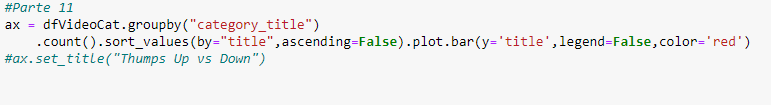 #Parte 11
ax = dfVideoCat.groupby("category_title")
.count().sort_values(by="title",ascending=False).plot.bar(y='title',legend=False,color='red')
#ax.set_title("Thumps Up vs Down")